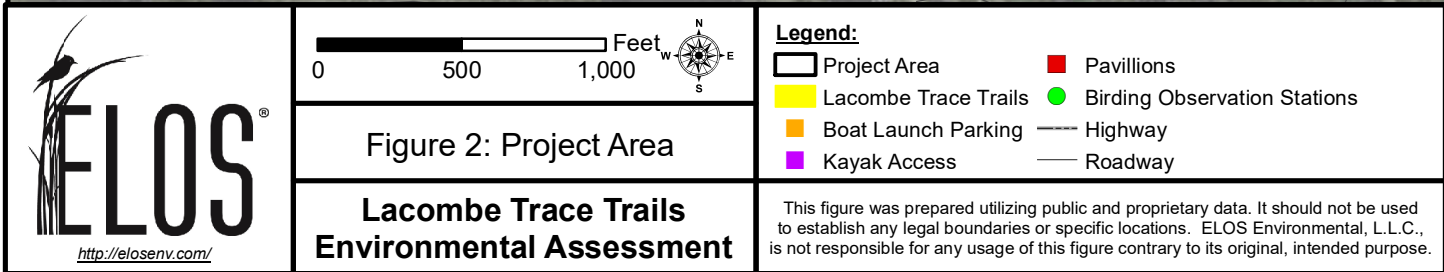 ELOS®
http://elosenv.com/
Feet
0 500 1,000
N
W E
S
Figure 2: Project Area
Lacombe Trace Trails
Environmental Assessment
Legend:
Project Area
Lacombe Trace Trails
Boat Launch Parking
Kayak Access
Pavillions
Birding Observation Stations
Highway
Roadway
This figure was prepared utilizing public and proprietary data. It should not be used
to establish any legal boundaries or specific locations. ELOS Environmental, L.L.C.,
is not responsible for any usage of this figure contrary to its original, intended purpose.